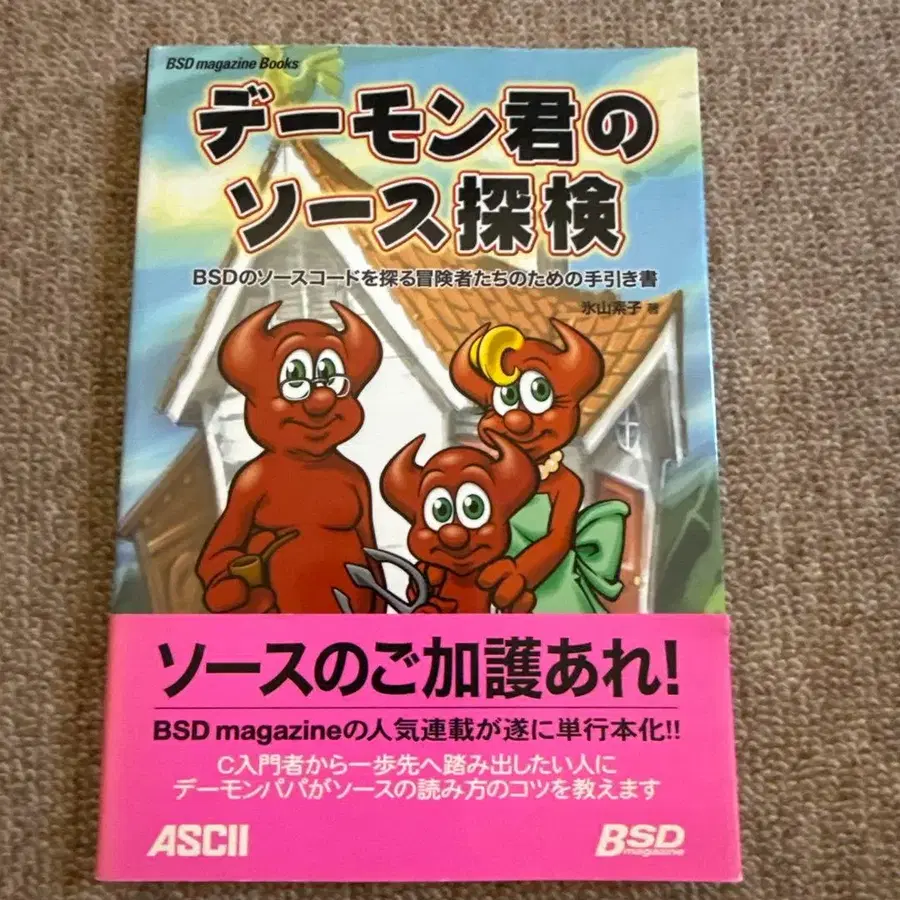 BSD magazine Books
デーモン君の
ソース探検
BSDのソースコードを探る冒険者たちのための手引き書
氷山素子 著
C
ソースのご加護あれ!
BSD magazineの人気連載が遂に単行本化!!
C入門者から一歩先へ踏み出したい人に
デーモンパパがソースの読み方のコツを教えます
ASCII
BSD
magazine